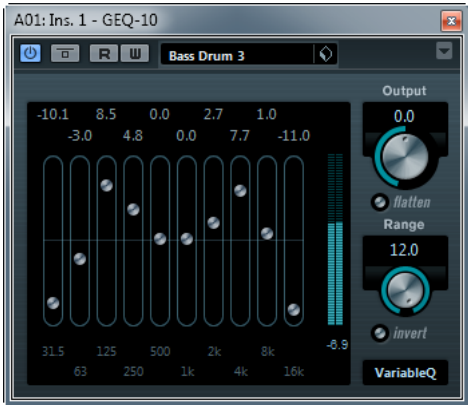 A01: Ins. 1 - GEQ-10
R W Bass Drum 3
Output
-10.1 8.5 0.0 2.7 1.0 0.0
-3.0 4.8 0.0 7.7 -11.0
flatten
Range
12.0
invert
31.5 125 500 2k 8k -6.9
63 250 1k 4k 16k VariableQ